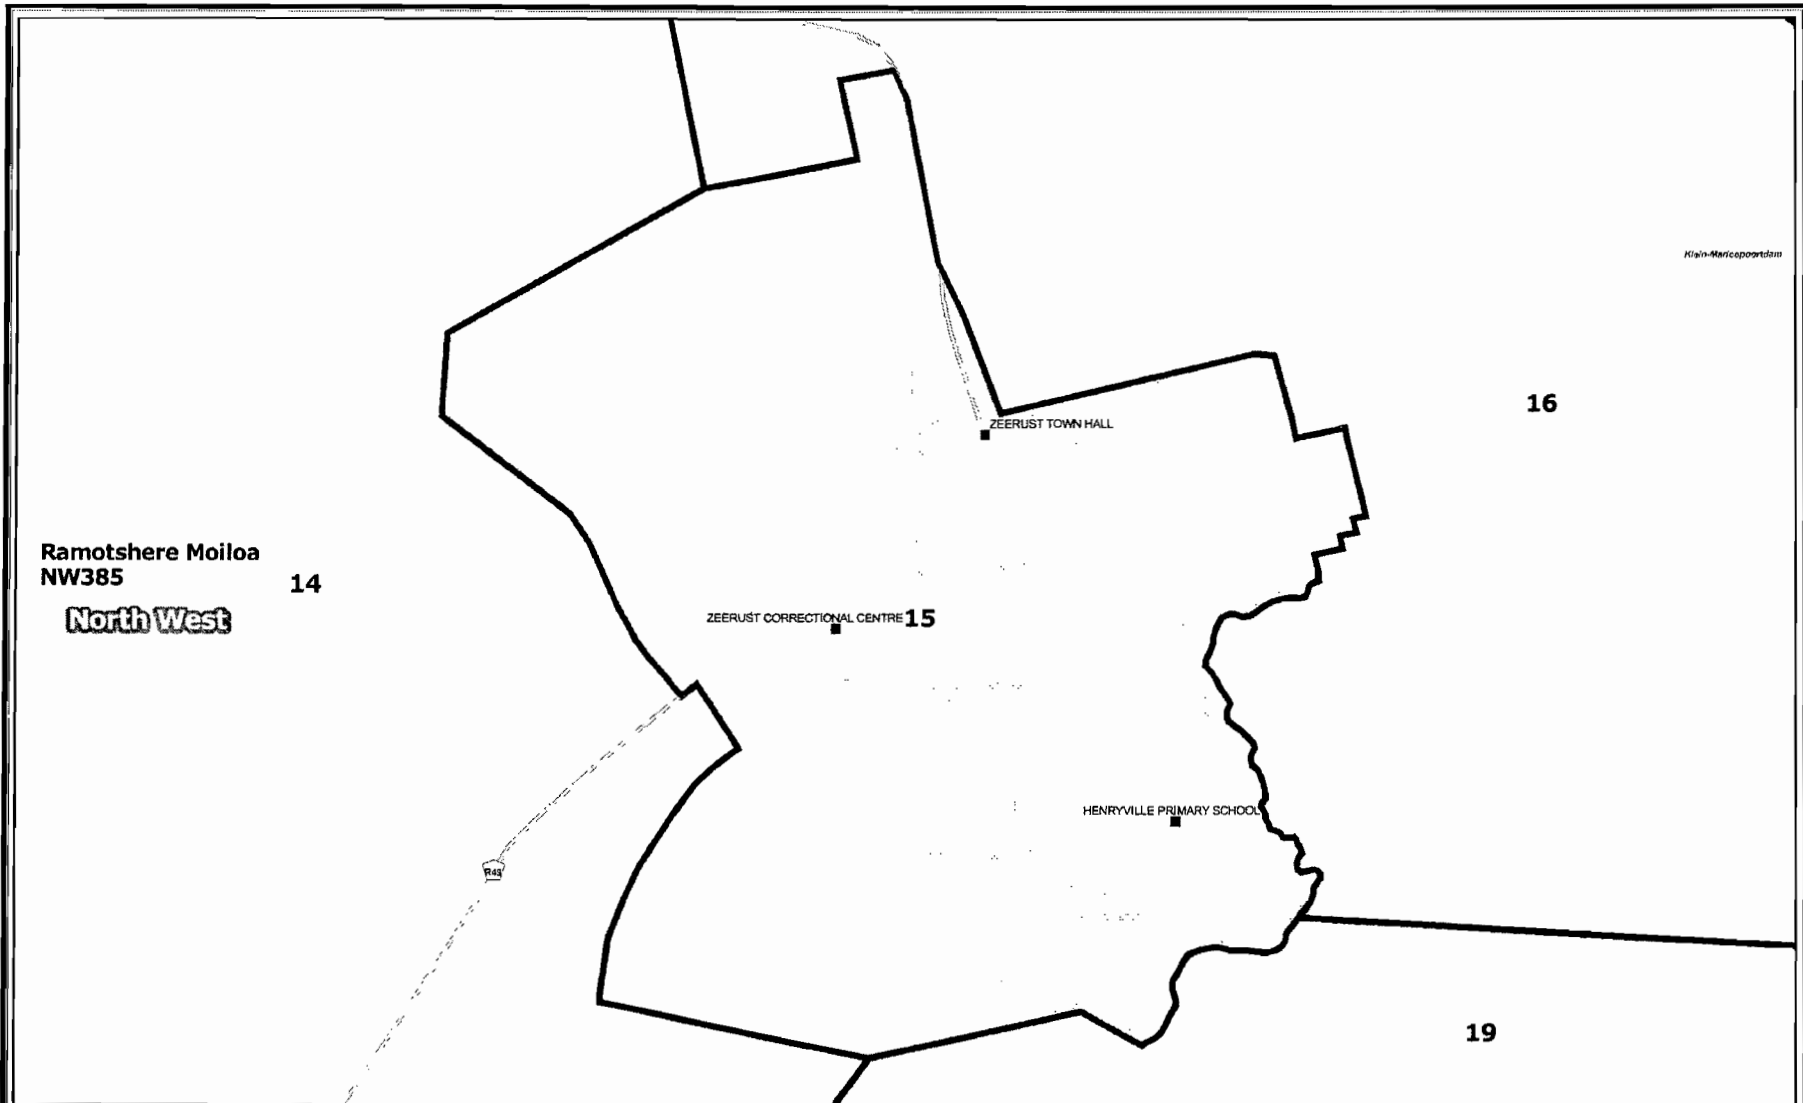 Klein-Maricopoortdam
16
ZEERUST TOWN HALL
Ramotshere Moiloa
NW385
14
North West
ZEERUST CORRECTIONAL CENTRE
15
HENRYVILLE PRIMARY SCHOOL
R49
19